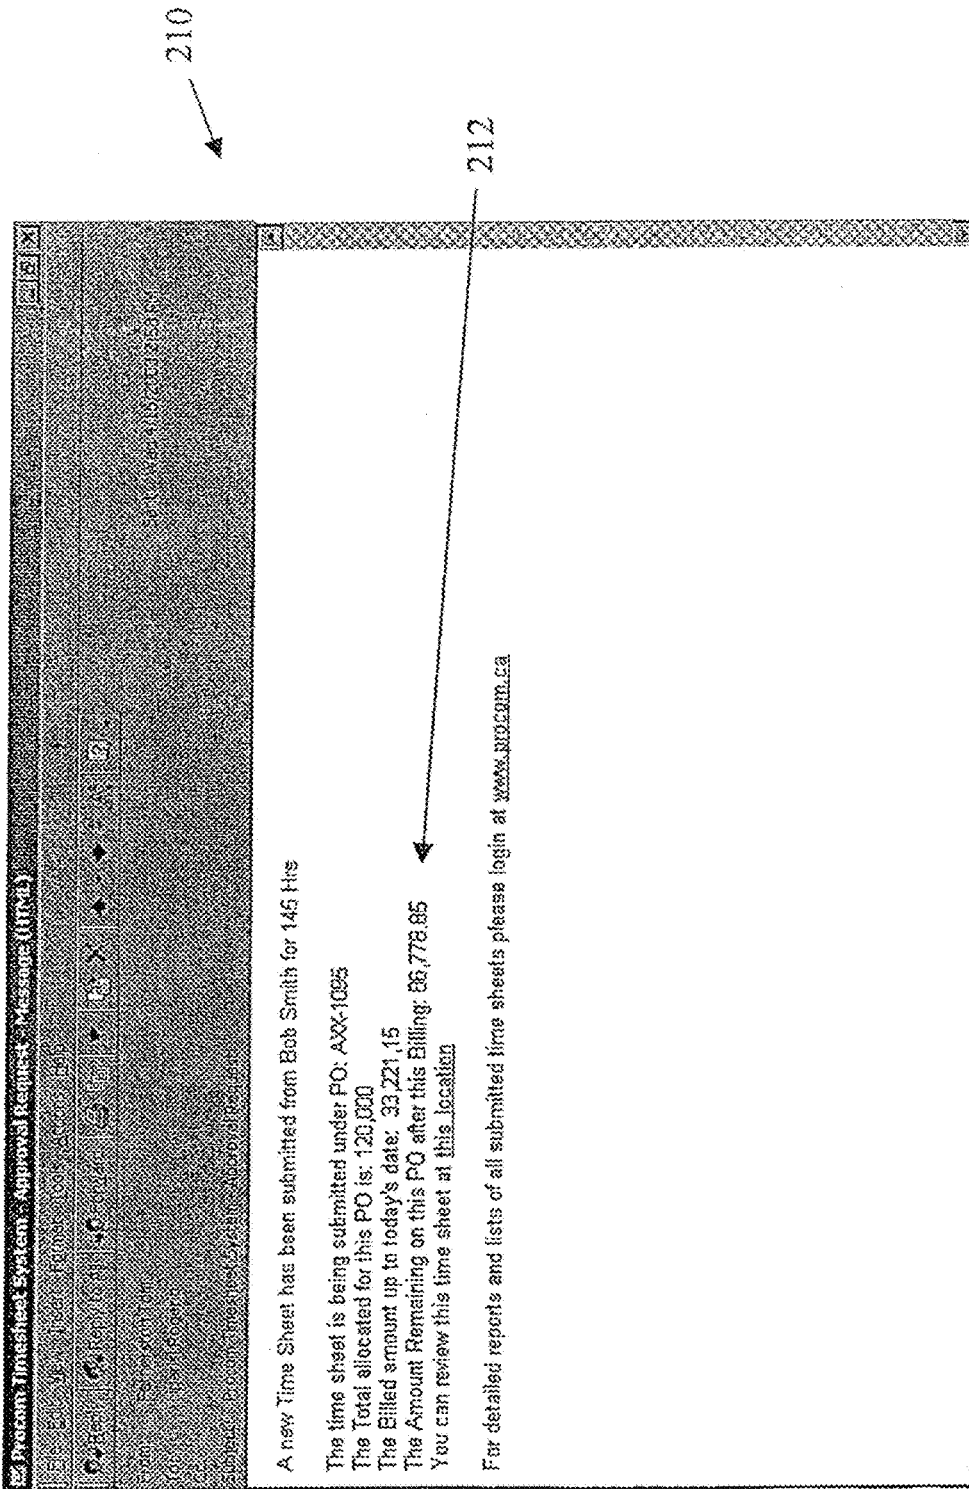 210
Procom Timesheet System - Approval Request - Message (HTML)
A new Time Sheet has been submitted from Bob Smith for 145 Hrs
The time sheet is being submitted under PO: AXX-1095
The Total allocated for this PO is: 120,000
The Billed amount up to today's date: 33,221,15
The Amount Remaining on this PO after this Billing: 86,778.85
212
You can review this time sheet at this location
For detailed reports and lists of all submitted time sheets please login at www.procom.ca